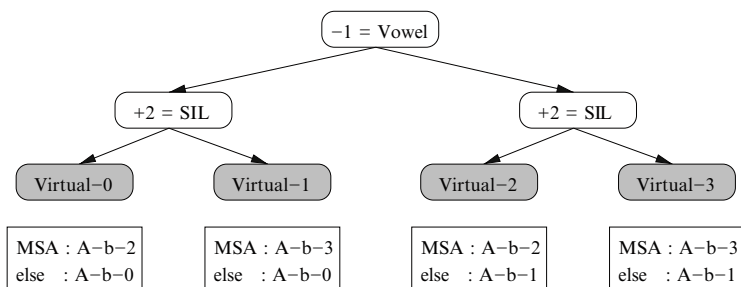 −1 = Vowel
+2 = SIL
+2 = SIL
Virtual−0
Virtual−1
Virtual−2
Virtual−3
MSA : A−b−2
else : A−b−0
MSA : A−b−3
else : A−b−0
MSA : A−b−2
else : A−b−1
MSA : A−b−3
else : A−b−1